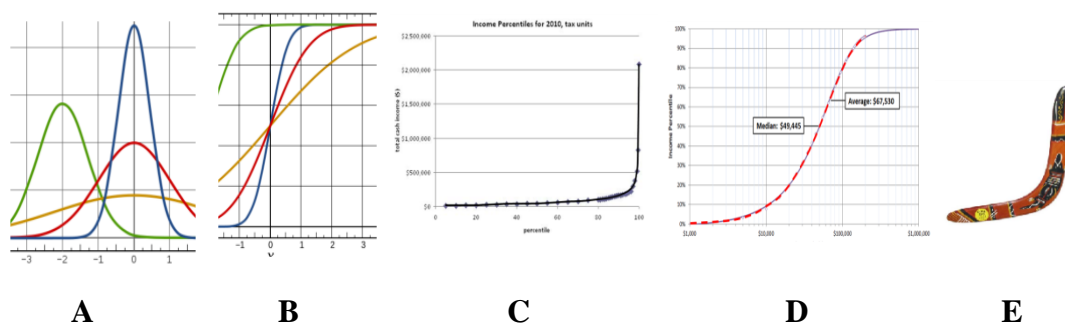 -3 -2 -1 0 1
-1 0 1 2 3
Income Percentiles for 2010, tax units
total cash income ($)
$2,500,000
$2,000,000
$1,500,000
$1,000,000
$500,000
$0
0 20 40 60 80 100
percentile
Income Percentile
100%
90%
80%
70%
60%
50%
40%
30%
20%
10%
0%
Average: $67,530
Median: $49,445
$1,000 $10,000 $100,000 $1,000,000
A B C D E